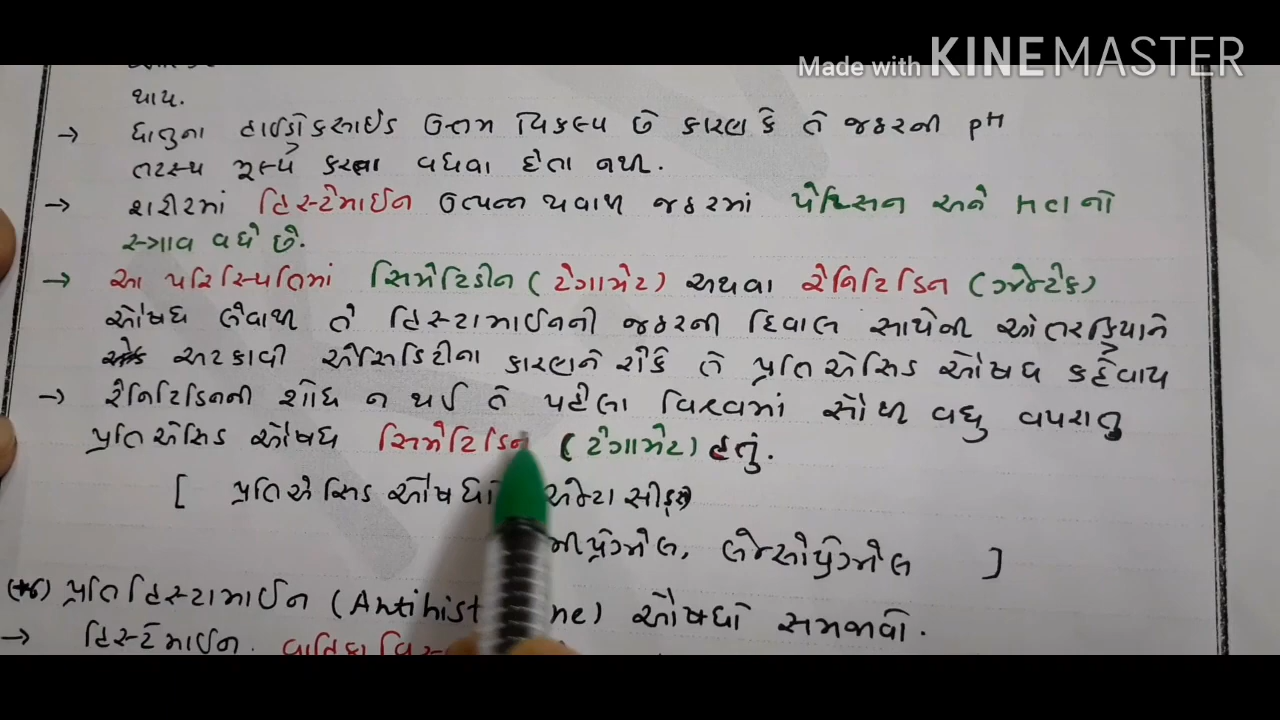 Made with KINEMASTER
થાય.
→ ધાતુના હાઈડ્રોક્સાઈડ ઉત્તમ વિકલ્પ છે કારણ કે તે જઠરની pH
તટસ્થ મૂલ્યે કરતા વધવા દેતા નથી.
→ શરીરમાં હિસ્ટેમાઈન ઉત્પન્ન થવાથી જઠરમાં પેપ્સિન અને HCl નો
સ્ત્રાવ વધે છે.
→ આ પરિસ્થિતિમાં સિમેટિડીન (ટેગામેટ) અથવા રેનિટિડિન (ઝેન્ટેક)
ઔષધ લેવાથી તે હિસ્ટામાઈનની જઠરની દિવાલ સાથેની આંતરક્રિયાને
અટકાવી એસિડિટીના કારણને રોકે તે પ્રતિએસિડ ઔષધ કહેવાય
→ રેનિટિડિનની શોધ ન થઈ તે પહેલા વિશ્વમાં સૌથી વધુ વપરાતુ
પ્રતિએસિડ ઔષધ સિમેટિડિન (ટેગામેટ) હતું.
[ પ્રતિએસિડ ઔષધો એન્ટાસીડ્સ
લેન્સોપ્રેઝોલ ]
પ્રતિહિસ્ટામાઈન (Antihist ne) ઔષધો સમજાવો.
→ હિસ્ટેમાઈન